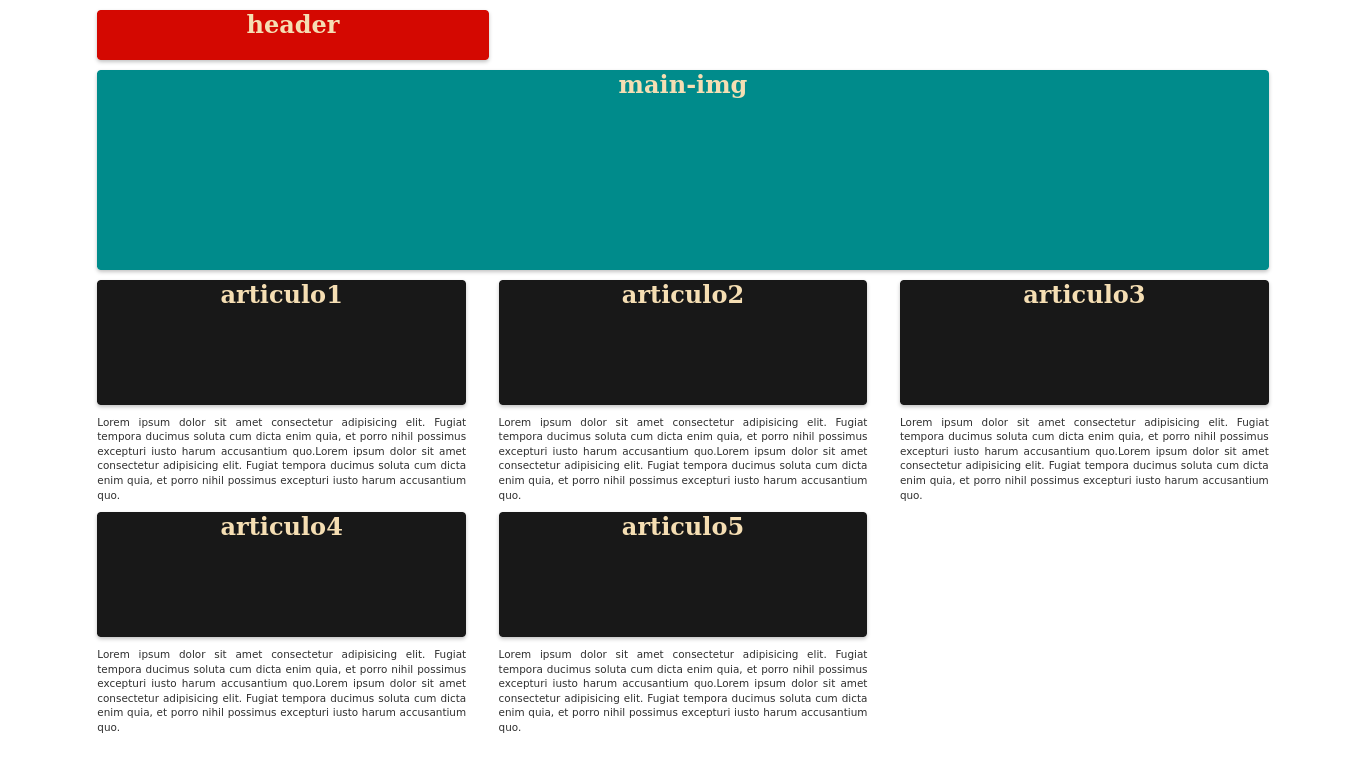 header
main-img
articulo1
articulo2
articulo3
Lorem ipsum dolor sit amet consectetur adipisicing elit. Fugiat
tempora ducimus soluta cum dicta enim quia, et porro nihil possimus
excepturi iusto harum accusantium quo.Lorem ipsum dolor sit amet
consectetur adipisicing elit. Fugiat tempora ducimus soluta cum dicta
enim quia, et porro nihil possimus excepturi iusto harum accusantium
quo.
Lorem ipsum dolor sit amet consectetur adipisicing elit. Fugiat
tempora ducimus soluta cum dicta enim quia, et porro nihil possimus
excepturi iusto harum accusantium quo.Lorem ipsum dolor sit amet
consectetur adipisicing elit. Fugiat tempora ducimus soluta cum dicta
enim quia, et porro nihil possimus excepturi iusto harum accusantium
quo.
Lorem ipsum dolor sit amet consectetur adipisicing elit. Fugiat
tempora ducimus soluta cum dicta enim quia, et porro nihil possimus
excepturi iusto harum accusantium quo.Lorem ipsum dolor sit amet
consectetur adipisicing elit. Fugiat tempora ducimus soluta cum dicta
enim quia, et porro nihil possimus excepturi iusto harum accusantium
quo.
articulo4
articulo5
Lorem ipsum dolor sit amet consectetur adipisicing elit. Fugiat
tempora ducimus soluta cum dicta enim quia, et porro nihil possimus
excepturi iusto harum accusantium quo.Lorem ipsum dolor sit amet
consectetur adipisicing elit. Fugiat tempora ducimus soluta cum dicta
enim quia, et porro nihil possimus excepturi iusto harum accusantium
quo.
Lorem ipsum dolor sit amet consectetur adipisicing elit. Fugiat
tempora ducimus soluta cum dicta enim quia, et porro nihil possimus
excepturi iusto harum accusantium quo.Lorem ipsum dolor sit amet
consectetur adipisicing elit. Fugiat tempora ducimus soluta cum dicta
enim quia, et porro nihil possimus excepturi iusto harum accusantium
quo.